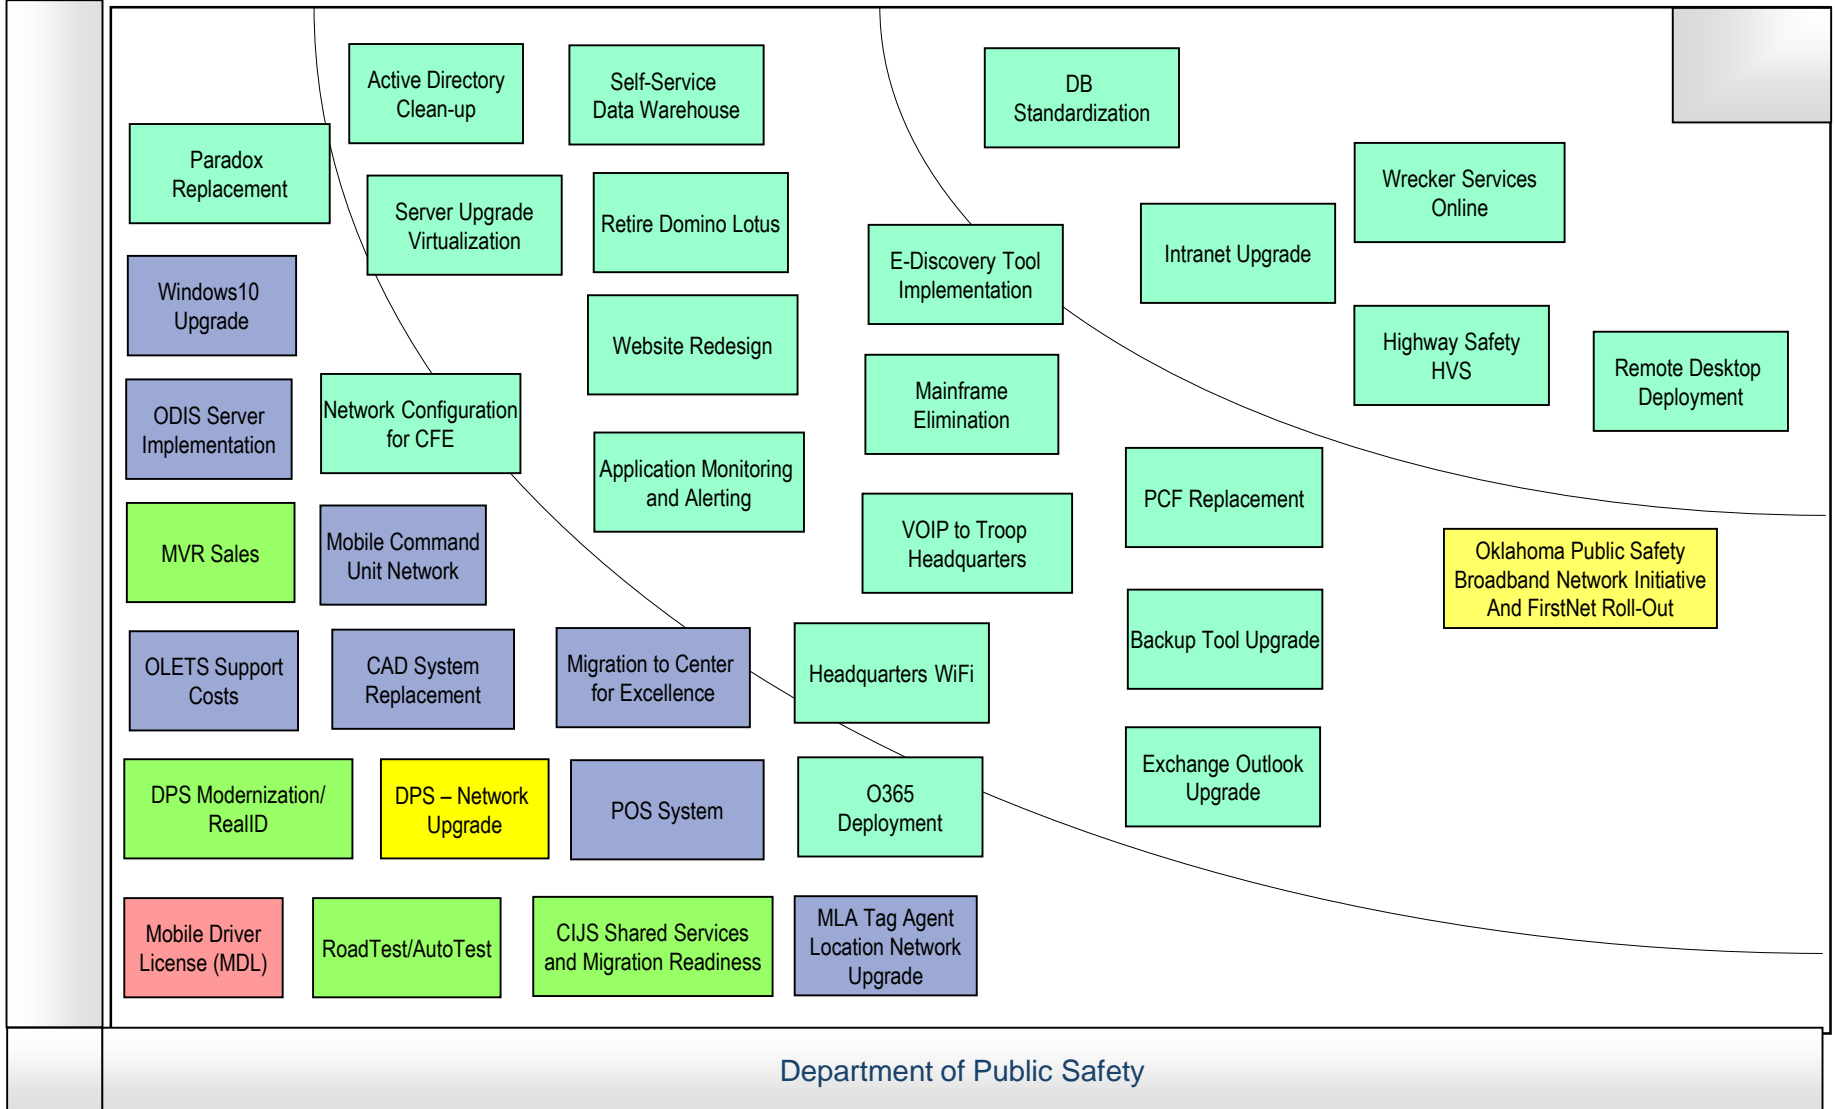 Active Directory
Clean-up
Self-Service
Data Warehouse
DB
Standardization
Paradox
Replacement
Wrecker Services
Online
Server Upgrade
Virtualization
Retire Domino Lotus
E-Discovery Tool
Implementation
Intranet Upgrade
Windows10
Upgrade
Website Redesign
Highway Safety
HVS
Remote Desktop
Deployment
ODIS Server
Implementation
Network Configuration
for CFE
Mainframe
Elimination
Application Monitoring
and Alerting
PCF Replacement
MVR Sales
Mobile Command
Unit Network
VOIP to Troop
Headquarters
Oklahoma Public Safety
Broadband Network Initiative
And FirstNet Roll-Out
OLETS Support
Costs
CAD System
Replacement
Migration to Center
for Excellence
Headquarters WiFi
Backup Tool Upgrade
DPS Modernization/
RealID
DPS – Network
Upgrade
POS System
O365
Deployment
Exchange Outlook
Upgrade
Mobile Driver
License (MDL)
RoadTest/AutoTest
CIJS Shared Services
and Migration Readiness
MLA Tag Agent
Location Network
Upgrade
Department of Public Safety